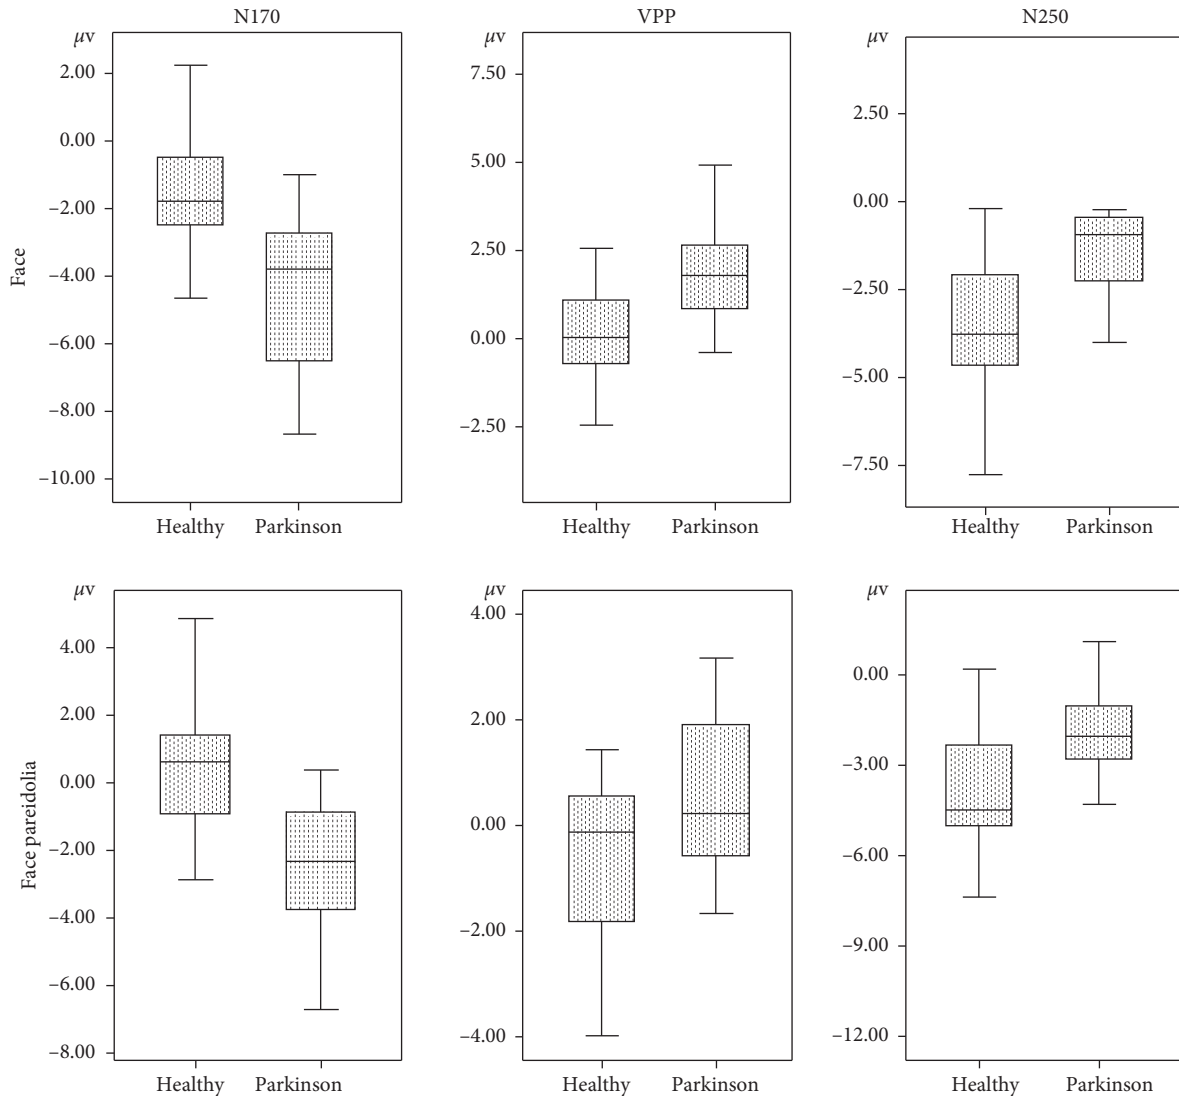 N170
VPP
N250
μv
μv
μv
2.00
0.00
−2.00
−4.00
−6.00
−8.00
−10.00
Face
Healthy
Parkinson
7.50
5.00
2.50
0.00
−2.50
Healthy
Parkinson
2.50
0.00
−2.50
−5.00
−7.50
Healthy
Parkinson
μv
μv
μv
4.00
2.00
0.00
−2.00
−4.00
−6.00
−8.00
Face pareidolia
Healthy
Parkinson
4.00
2.00
0.00
−2.00
−4.00
Healthy
Parkinson
0.00
−3.00
−6.00
−9.00
−12.00
Healthy
Parkinson